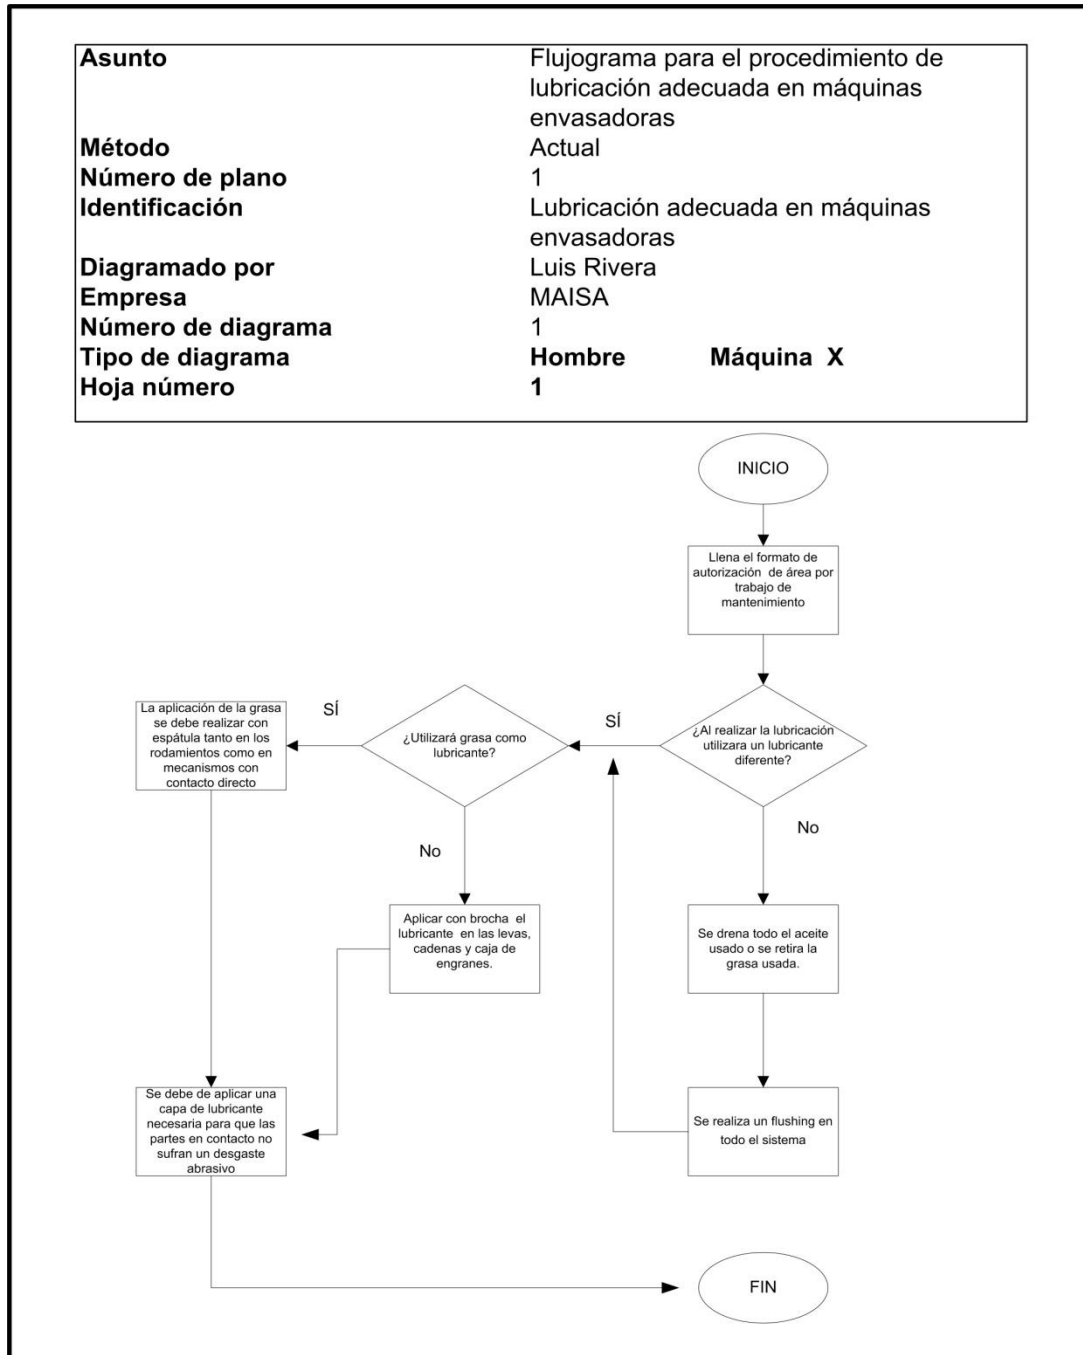 Asunto Flujograma para el procedimiento de
lubricación adecuada en máquinas
envasadoras
Método Actual
Número de plano 1
Identificación Lubricación adecuada en máquinas
envasadoras
Diagramado por Luis Rivera
Empresa MAISA
Número de diagrama 1
Tipo de diagrama Hombre Máquina X
Hoja número 1
INICIO
Llena el formato de
autorización de área por
trabajo de
mantenimiento
¿Al realizar la lubricación
utilizara un lubricante
diferente?
SÍ
No
¿Utilizará grasa como
lubricante?
SÍ
No
La aplicación de la grasa
se debe realizar con
espátula tanto en los
rodamientos como en
mecanismos con
contacto directo
Aplicar con brocha el
lubricante en las levas,
cadenas y caja de
engranes.
Se drena todo el aceite
usado o se retira la
grasa usada.
Se realiza un flushing en
todo el sistema
Se debe de aplicar una
capa de lubricante
necesaria para que las
partes en contacto no
sufran un desgaste
abrasivo
FIN